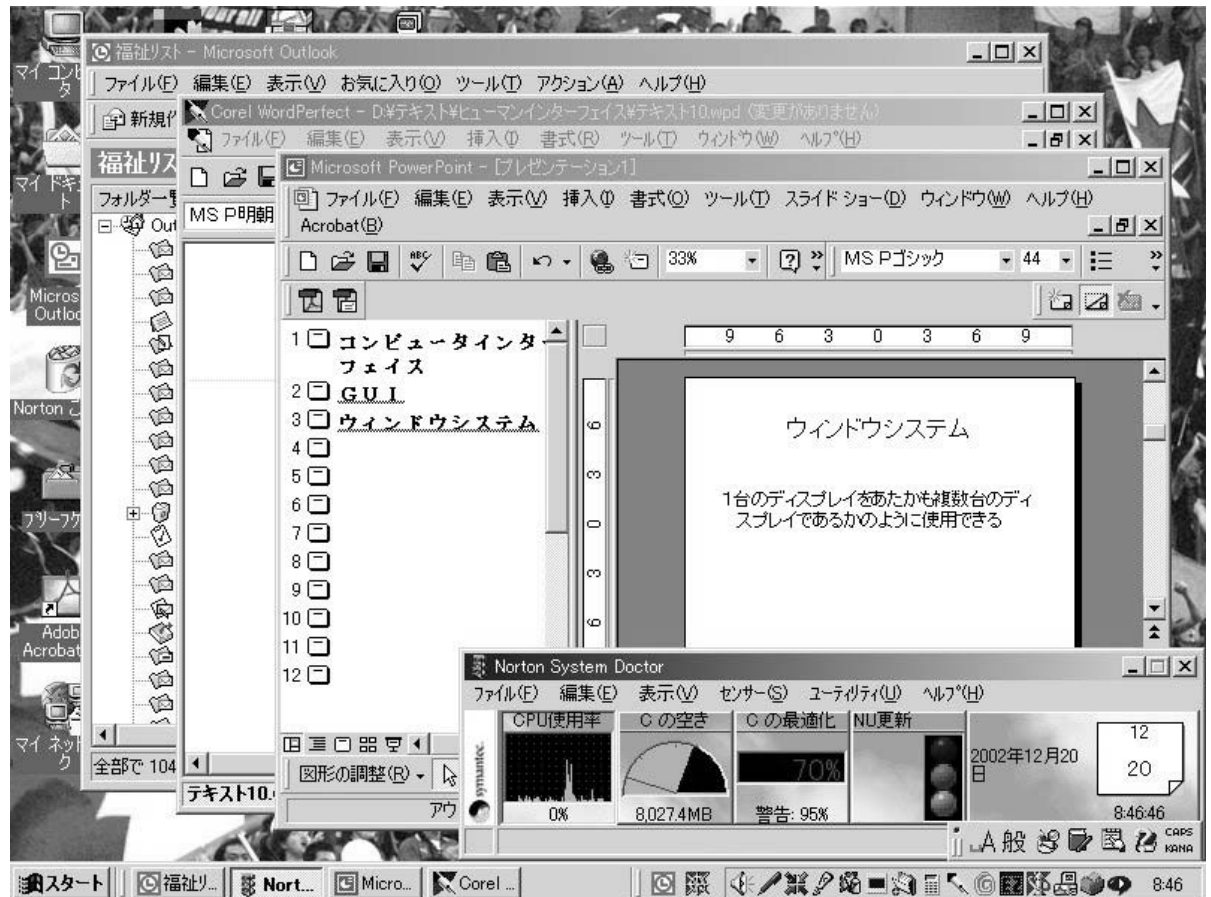 福祉リスト - Microsoft Outlook
ファイル(F) 編集(E) 表示(V) お気に入り(O) ツール(T) アクション(A) ヘルプ(H)
新規
福祉リス
フォルダー
Out
全部で 104
Corel WordPerfect - D:¥テキスト¥ヒューマンインターフェイス¥テキスト10.wpd (変更がありません)
ファイル(F) 編集(E) 表示(V) 挿入(I) 書式(R) ツール(T) ウィンドウ(W) ヘルプ(H)
MS P明朝
テキスト10.
Microsoft PowerPoint - [プレゼンテーション1]
ファイル(F) 編集(E) 表示(V) 挿入(I) 書式(O) ツール(T) スライド ショー(D) ウィンドウ(W) ヘルプ(H)
Acrobat(B)
33%
MS Pゴシック
44
9 6 3 0 3 6 9
1 コンピュータインター
フェイス
2 GUI
3 ウィンドウシステム
4
5
6
7
8
9
10
11
12
6
3
0
3
6
ウィンドウシステム
1台のディスプレイをあたかも複数台のディ
スプレイであるかのように使用できる
図形の調整(R)
アウ
Norton System Doctor
ファイル(F) 編集(E) 表示(V) センサー(S) ユーティリティ(U) ヘルプ(H)
symantec.
CPU使用率
0%
C の空き
8,027.4MB
C の最適化
70%
警告: 95%
NU更新
2002年12月20
日
12
20
8:46:46
A 般
CAPS
KANA
マイ コンピ
タ
マイ ドキュ
ト
Micros
Outloo
Norton ご
フリーフ
Adob
Acrobat
マイ ネッ
ク
スタート
福祉リ...
Nort...
Micro...
Corel ...
8:46